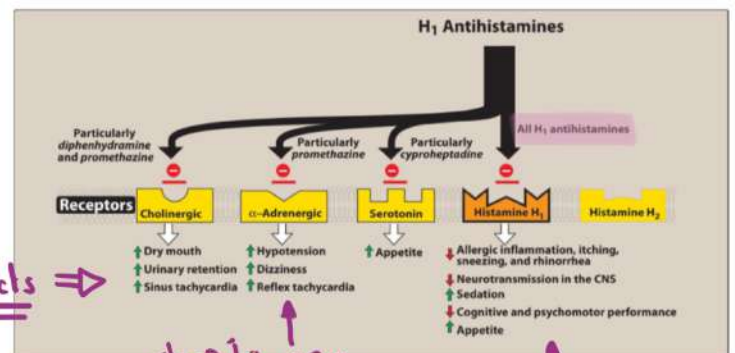 H₁ Antihistamines
Particularly
diphenhydramine
and promethazine
Particularly
promethazine
Particularly
cyproheptadine
All H₁ antihistamines
Receptors
Cholinergic
α-Adrenergic
Serotonin
Histamine H₁
Histamine H₂
↑ Dry mouth
↑ Urinary retention
↑ Sinus tachycardia
↑ Hypotension
↑ Dizziness
↑ Reflex tachycardia
↑ Appetite
↓ Allergic inflammation, itching,
sneezing, and rhinorrhea
↓ Neurotransmission in the CNS
↑ Sedation
↓ Cognitive and psychomotor performance
↑ Appetite